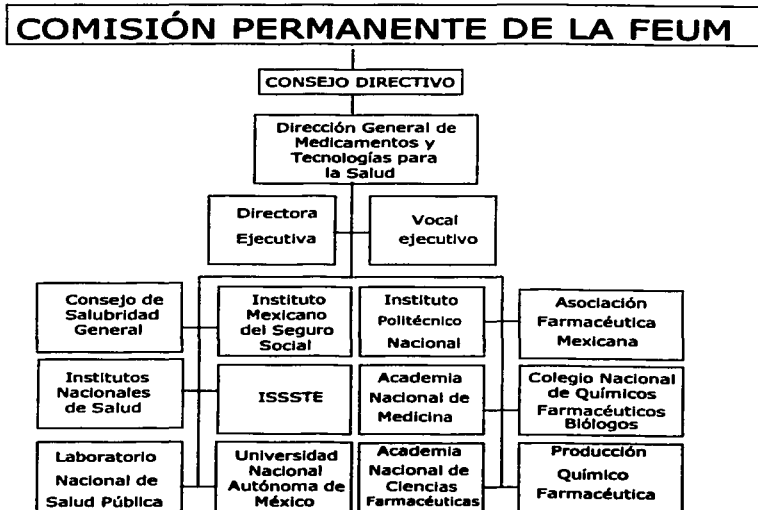 COMISIÓN PERMANENTE DE LA FEUM
CONSEJO DIRECTIVO
Dirección General de
Medicamentos y
Tecnologías para
la Salud
Directora
Ejecutiva
Vocal
ejecutivo
Consejo de
Salubridad
General
Instituto
Mexicano
del Seguro
Social
Instituto
Politécnico
Nacional
Asociación
Farmacéutica
Mexicana
Institutos
Nacionales
de Salud
ISSSTE
Academia
Nacional de
Medicina
Colegio Nacional
de Químicos
Farmacéuticos
Biólogos
Laboratorio
Nacional de
Salud Pública
Universidad
Nacional
Autónoma de
México
Academia
Nacional de
Ciencias
Farmacéuticas
Producción
Químico
Farmacéutica